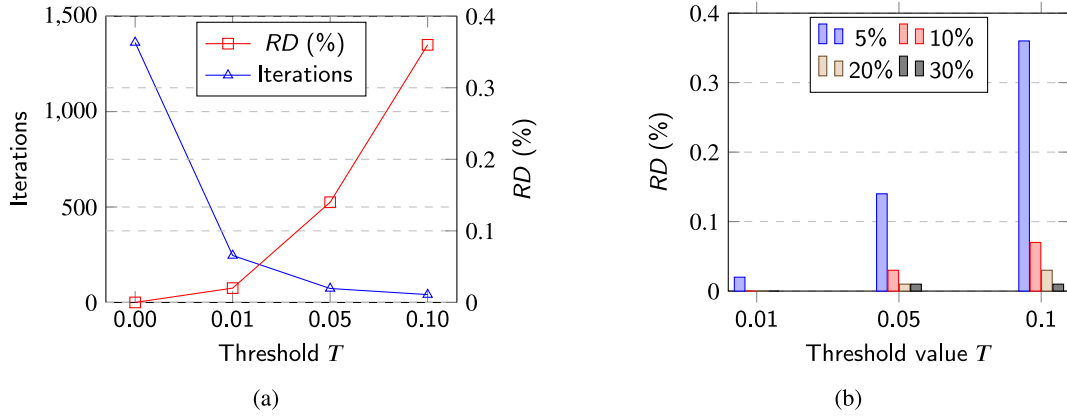 1,500
1,000
500
0
Iterations
RD (%)
Iterations
0.4
0.3
0.2
0.1
0
RD (%)
0.00 0.01 0.05 0.10
Threshold T
(a)
0.4
0.3
0.2
0.1
0
RD (%)
5% 10%
20% 30%
0.01 0.05 0.1
Threshold value T
(b)